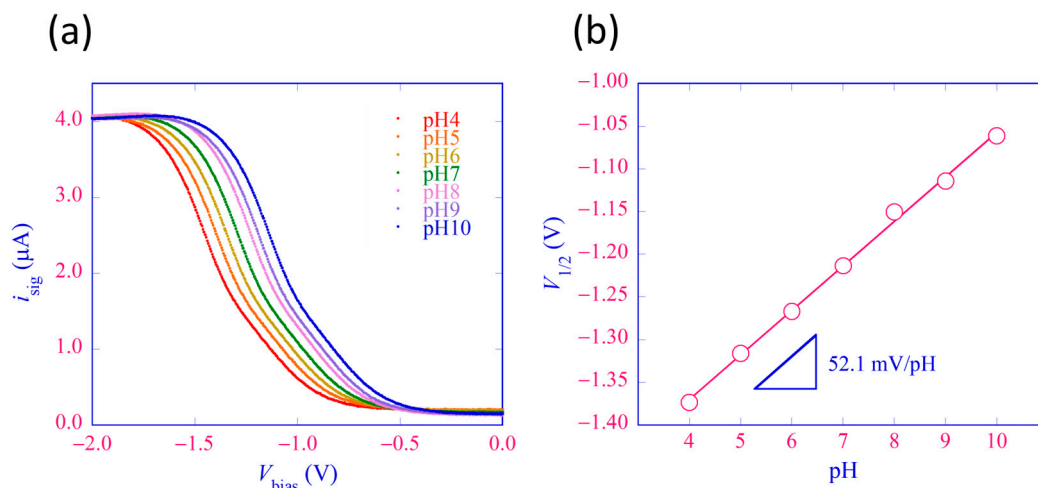 (a)
4.0
3.0
2.0
1.0
0.0
i_sig (μA)
−2.0 −1.5 −1.0 −0.5 0.0
V_bias (V)
pH4
pH5
pH6
pH7
pH8
pH9
pH10
(b)
−1.00
−1.05
−1.10
−1.15
−1.20
−1.25
−1.30
−1.35
−1.40
V_1/2 (V)
52.1 mV/pH
4 5 6 7 8 9 10
pH